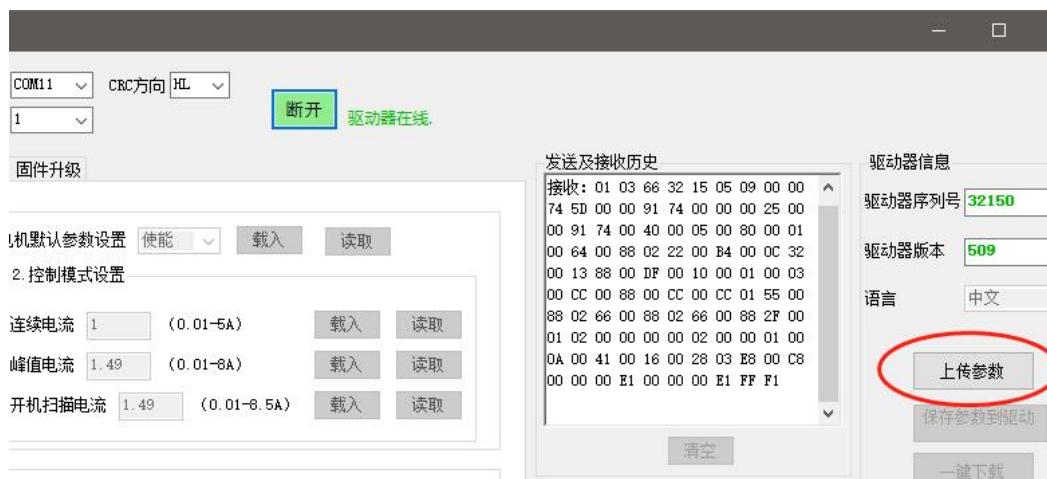 COM11 CRC方向 HL
1 断开 驱动器在线.
固件升级
机默认参数设置 使能 载入 读取
2.控制模式设置
连续电流 1 (0.01-5A) 载入 读取
峰值电流 1.49 (0.01-8A) 载入 读取
开机扫描电流 1.49 (0.01-8.5A) 载入 读取
发送及接收历史
接收: 01 03 66 32 15 05 09 00 00
74 5D 00 00 91 74 00 00 00 25 00
00 91 74 00 40 00 05 00 80 00 01
00 64 00 88 02 22 00 B4 00 0C 32
00 13 88 00 DF 00 10 00 01 00 03
00 CC 00 88 00 CC 00 CC 01 55 00
88 02 66 00 88 02 66 00 88 2F 00
01 02 00 00 00 00 02 00 00 01 00
0A 00 41 00 16 00 28 03 E8 00 C8
00 00 00 E1 00 00 00 E1 FF F1
清空
驱动器信息
驱动器序列号 32150
驱动器版本 509
语言 中文
上传参数
保存参数到驱动
一键下载